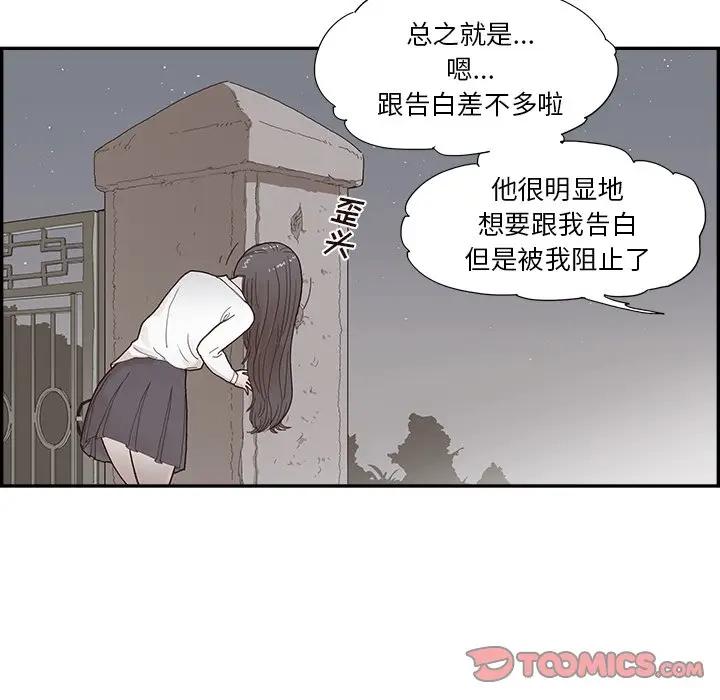 总之就是...
嗯...
跟告白差不多啦
他很明显地
想要跟我告白
但是被我阻止了
歪头
TOOMICS.COM